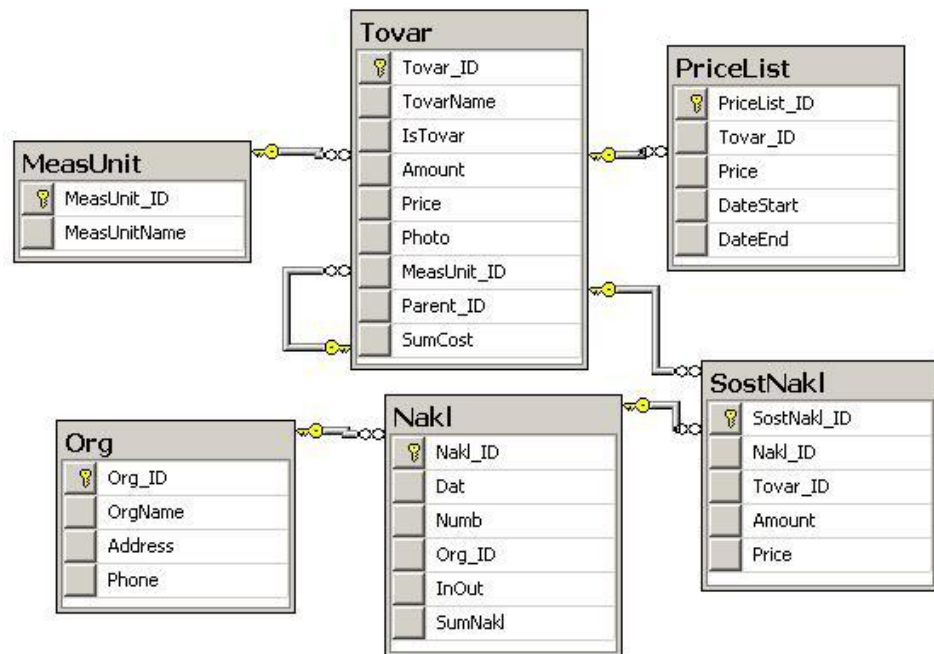 Tovar
Tovar_ID
TovarName
IsTovar
Amount
Price
Photo
MeasUnit_ID
Parent_ID
SumCost
PriceList
PriceList_ID
Tovar_ID
Price
DateStart
DateEnd
MeasUnit
MeasUnit_ID
MeasUnitName
Org
Org_ID
OrgName
Address
Phone
Nakl
Nakl_ID
Dat
Numb
Org_ID
InOut
SumNakl
SostNakl
SostNakl_ID
Nakl_ID
Tovar_ID
Amount
Price